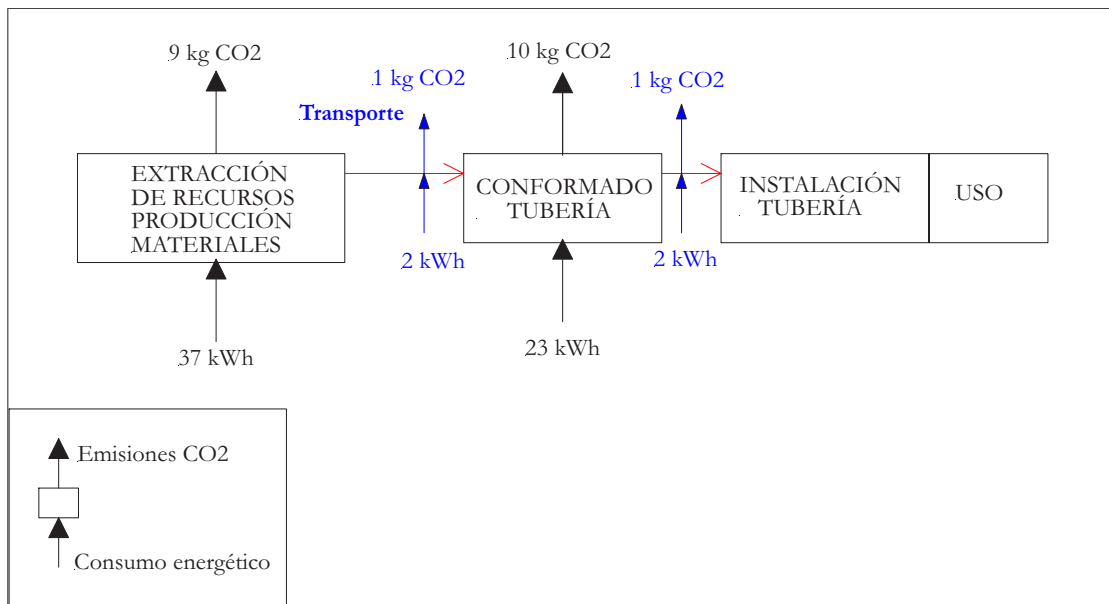 9 kg CO2
10 kg CO2
1 kg CO2
1 kg CO2
Transporte
EXTRACCIÓN
DE RECURSOS
PRODUCCIÓN
MATERIALES
CONFORMADO
TUBERÍA
INSTALACIÓN
TUBERÍA
USO
2 kWh
2 kWh
37 kWh
23 kWh
Emisiones CO2
Consumo energético